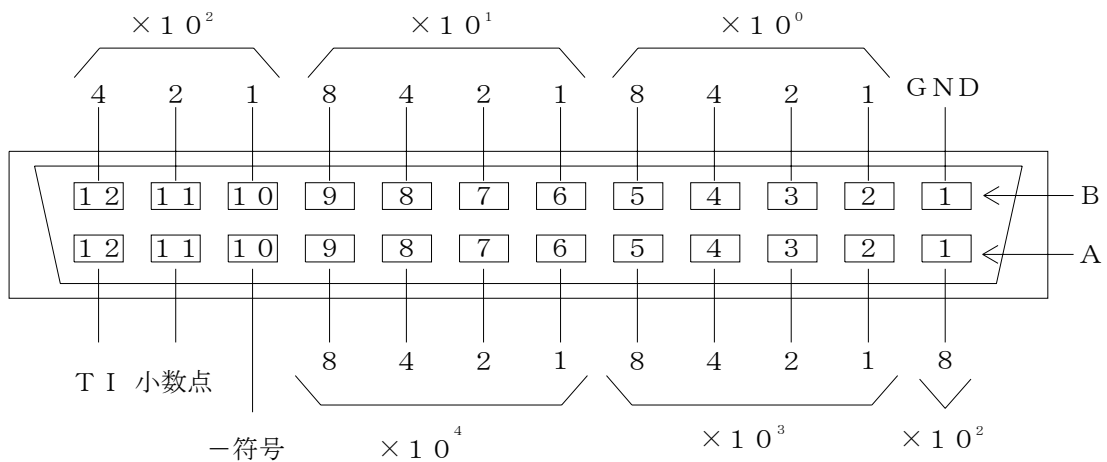 ×１０² ×１０¹ ×１０⁰
４ ２ １ ８ ４ ２ １ ８ ４ ２ １ ＧＮＤ
１２ １１ １０ ９ ８ ７ ６ ５ ４ ３ ２ １ Ｂ
１２ １１ １０ ９ ８ ７ ６ ５ ４ ３ ２ １ Ａ
８ ４ ２ １ ８ ４ ２ １ ８
ＴＩ 小数点
－符号 ×１０⁴ ×１０³ ×１０²